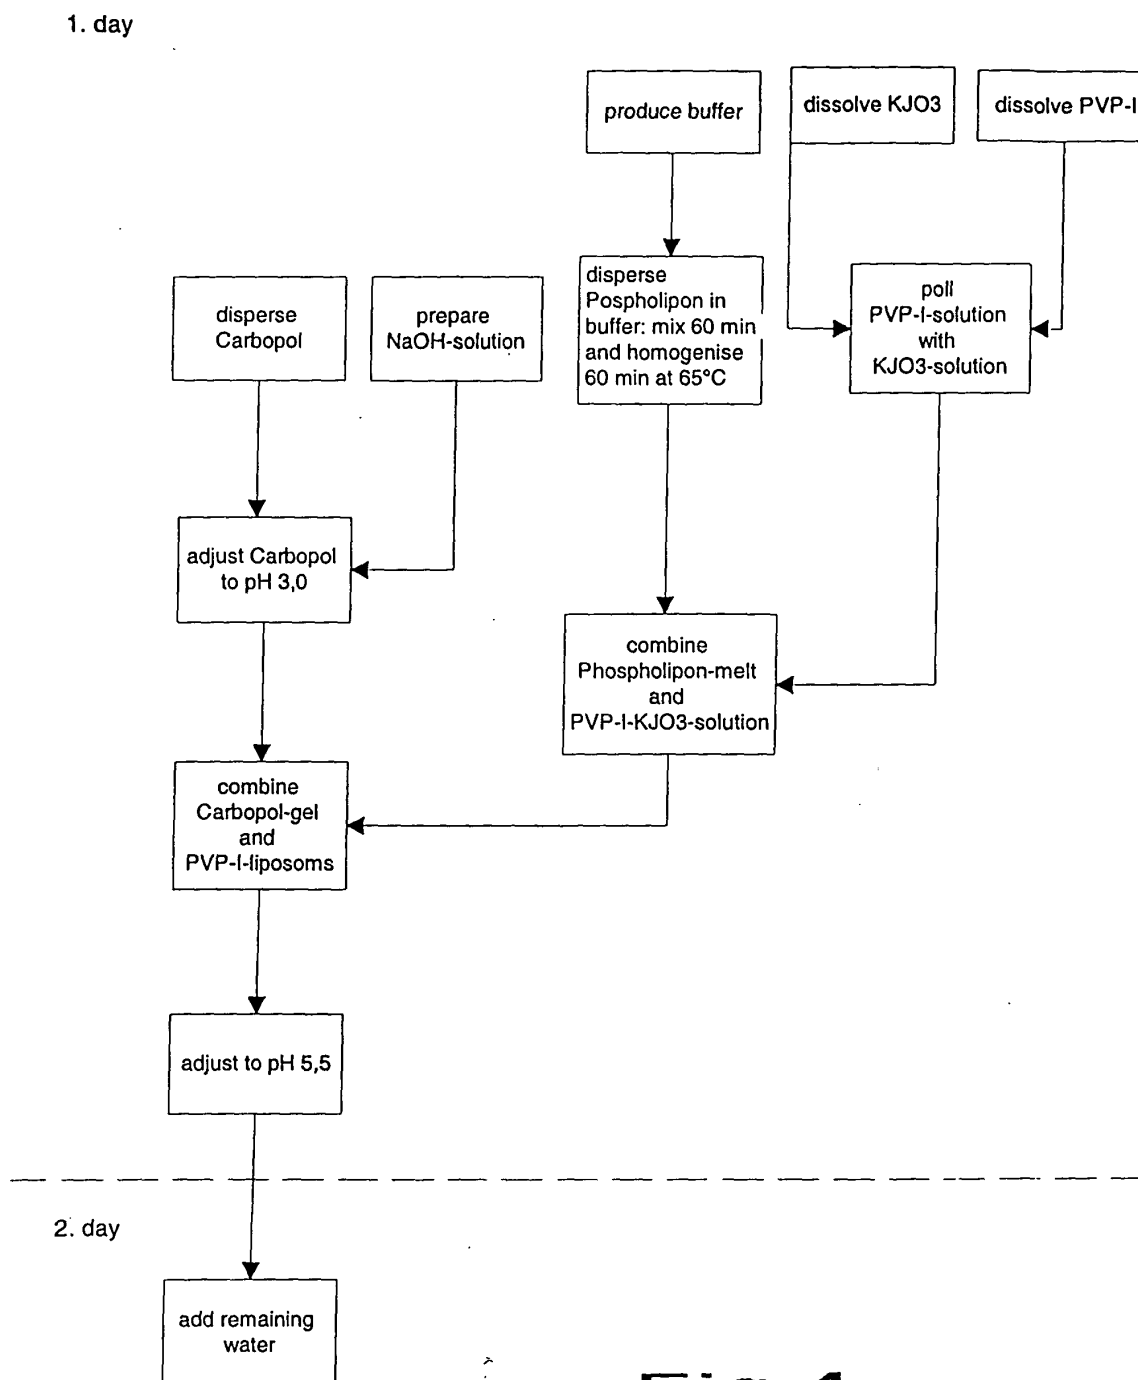 1. day
produce buffer
dissolve KJO3
dissolve PVP-I
disperse
Carbopol
prepare
NaOH-solution
disperse
Pospholipon in
buffer: mix 60 min
and homogenise
60 min at 65°C
poll
PVP-I-solution
with
KJO3-solution
adjust Carbopol
to pH 3,0
combine
Phospholipon-melt
and
PVP-I-KJO3-solution
combine
Carbopol-gel
and
PVP-I-liposoms
adjust to pH 5,5
2. day
add remaining
water